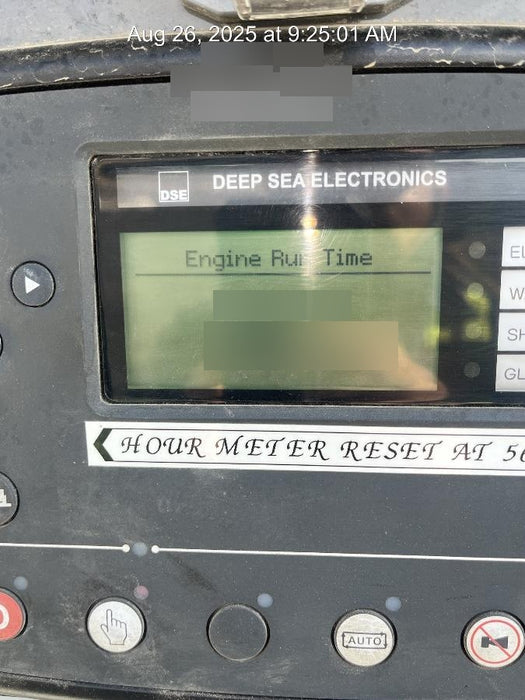 Aug 26, 2025 at 9:25:01 AM
DSE
DEEP SEA ELECTRONICS
Engine Run Time
HOUR METER RESET AT
AUTO